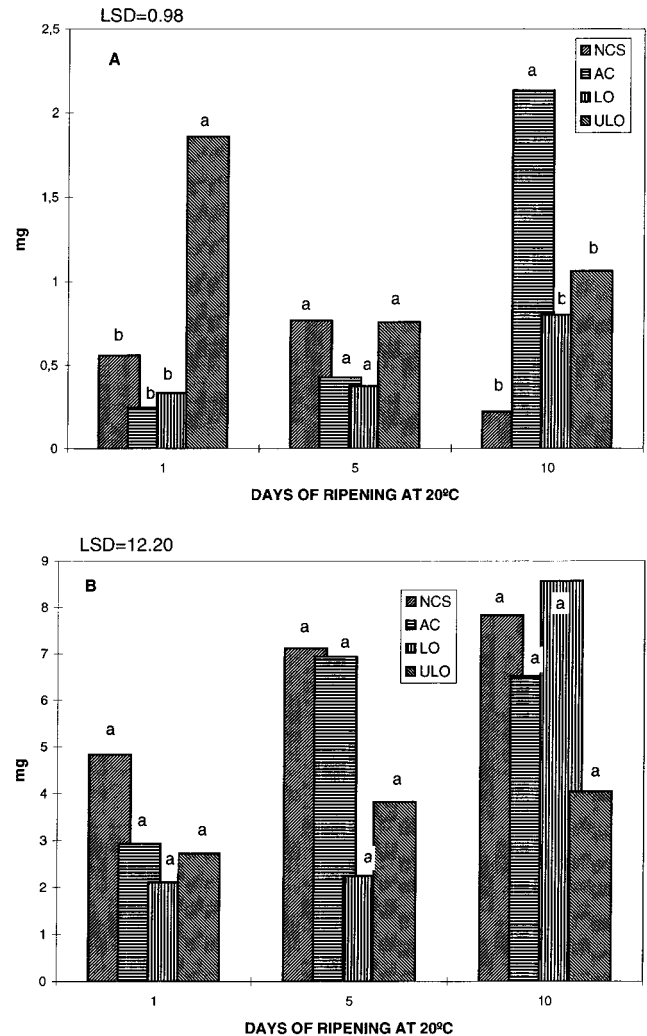 LSD=0.98
A
2,5
2
1,5
1
0,5
0
mg
NCS
AC
LO
ULO
b
b
b
a
a
a
a
a
b
a
b
b
1
5
10
DAYS OF RIPENING AT 20ºC
LSD=12.20
B
9
8
7
6
5
4
3
2
1
0
mg
NCS
AC
LO
ULO
a
a
a
a
a
a
a
a
a
a
a
a
1
5
10
DAYS OF RIPENING AT 20ºC